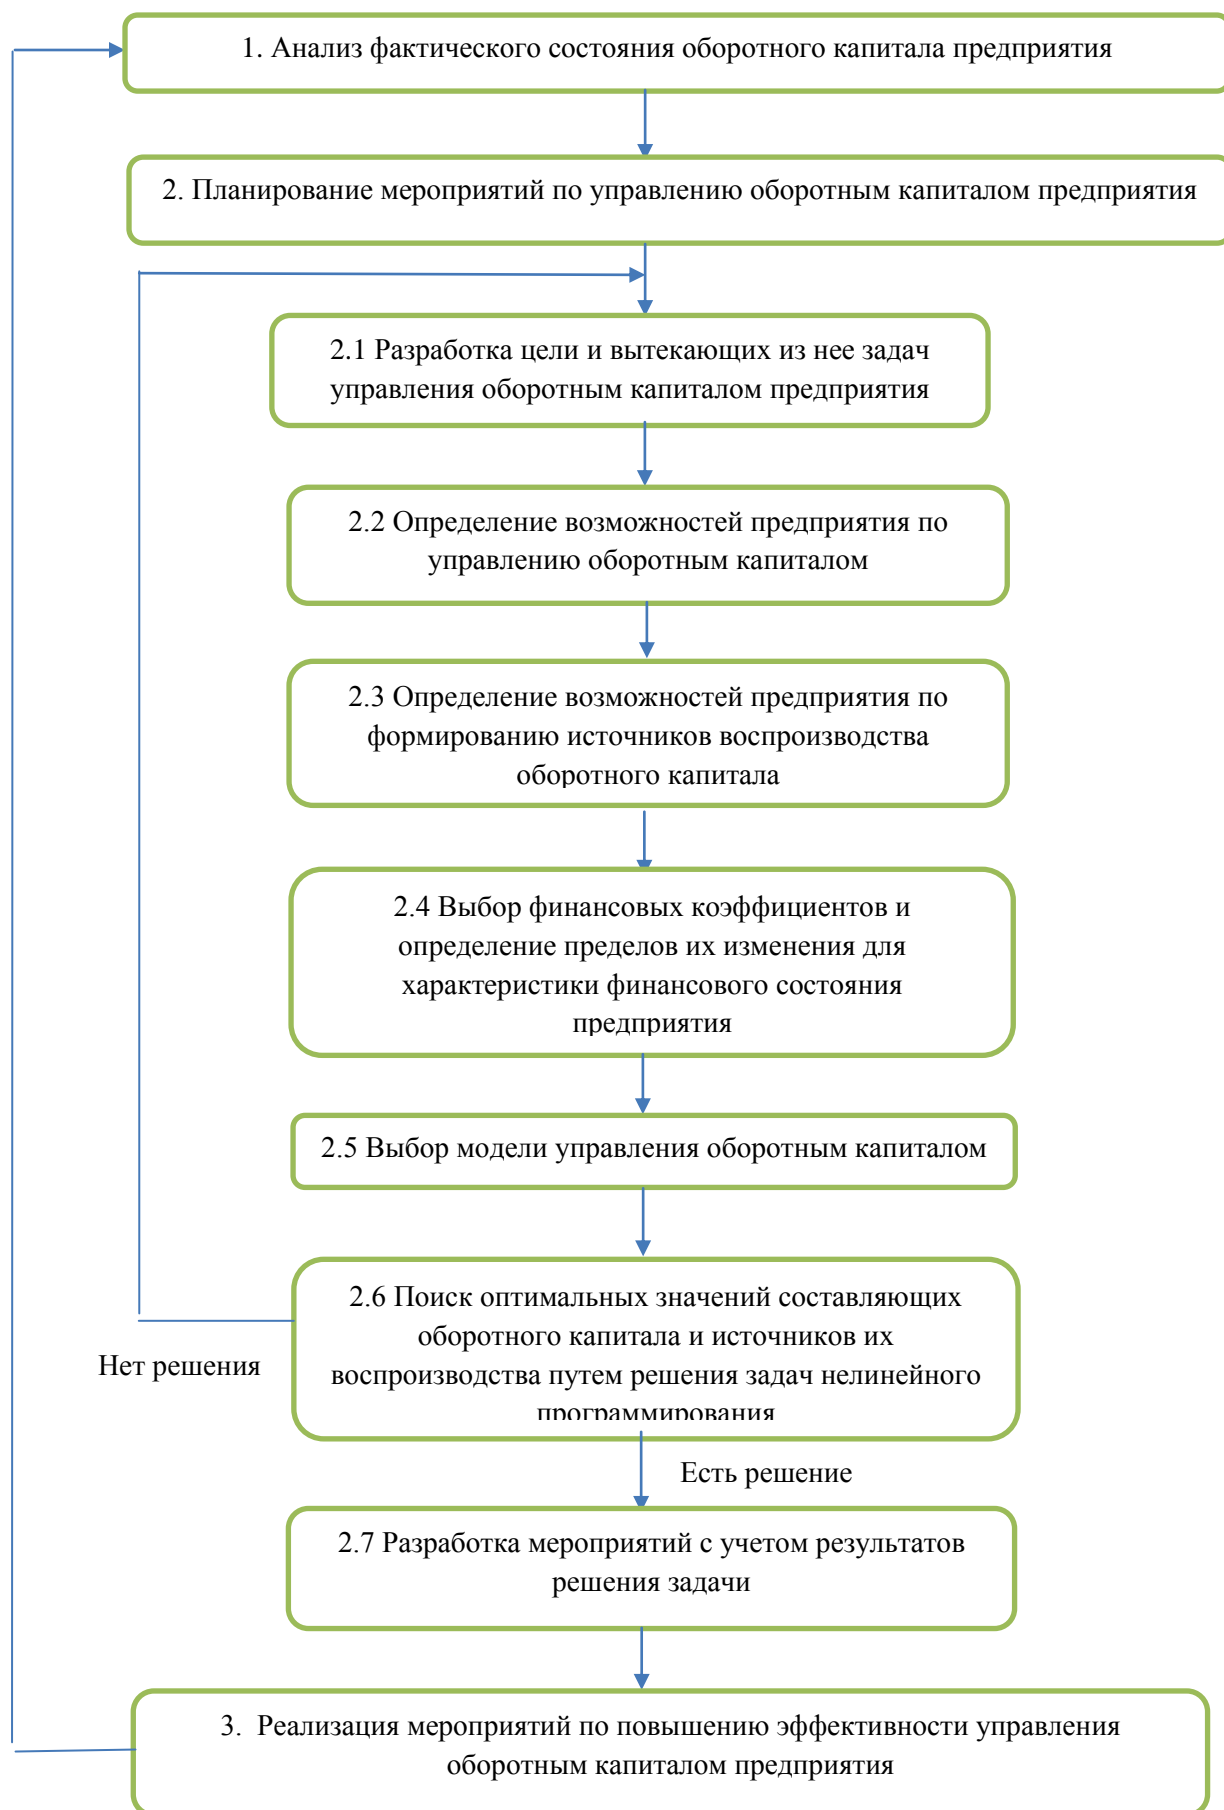 1. Анализ фактического состояния оборотного капитала предприятия
2. Планирование мероприятий по управлению оборотным капиталом предприятия
2.1 Разработка цели и вытекающих из нее задач
управления оборотным капиталом предприятия
2.2 Определение возможностей предприятия по
управлению оборотным капиталом
2.3 Определение возможностей предприятия по
формированию источников воспроизводства
оборотного капитала
2.4 Выбор финансовых коэффициентов и
определение пределов их изменения для
характеристики финансового состояния
предприятия
2.5 Выбор модели управления оборотным капиталом
2.6 Поиск оптимальных значений составляющих
оборотного капитала и источников их
воспроизводства путем решения задач нелинейного
программирования
Нет решения
Есть решение
2.7 Разработка мероприятий с учетом результатов
решения задачи
3. Реализация мероприятий по повышению эффективности управления
оборотным капиталом предприятия